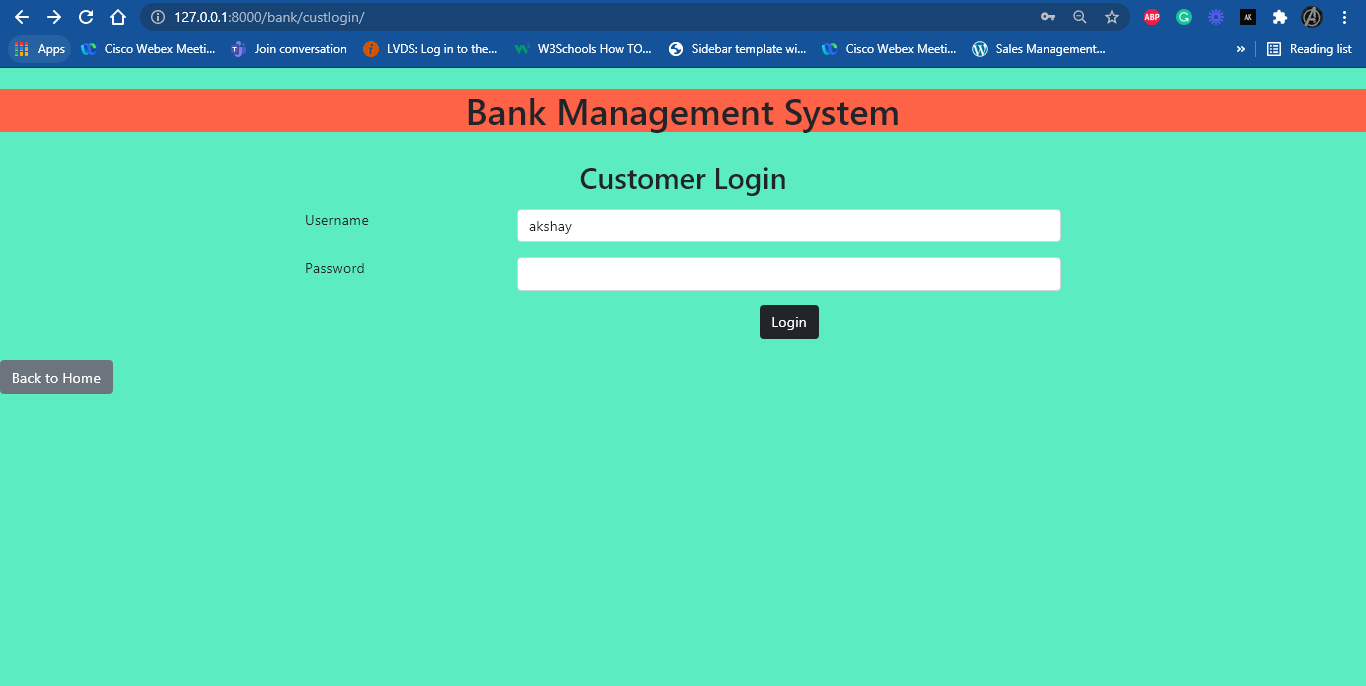 127.0.0.1:8000/bank/custlogin/
ABP
G
AK
Apps
Cisco Webex Meeti...
Join conversation
LVDS: Log in to the...
W3Schools How TO...
Sidebar template wi...
Cisco Webex Meeti...
Sales Management...
»
Reading list
Bank Management System
Customer Login
Username
akshay
Password
Login
Back to Home